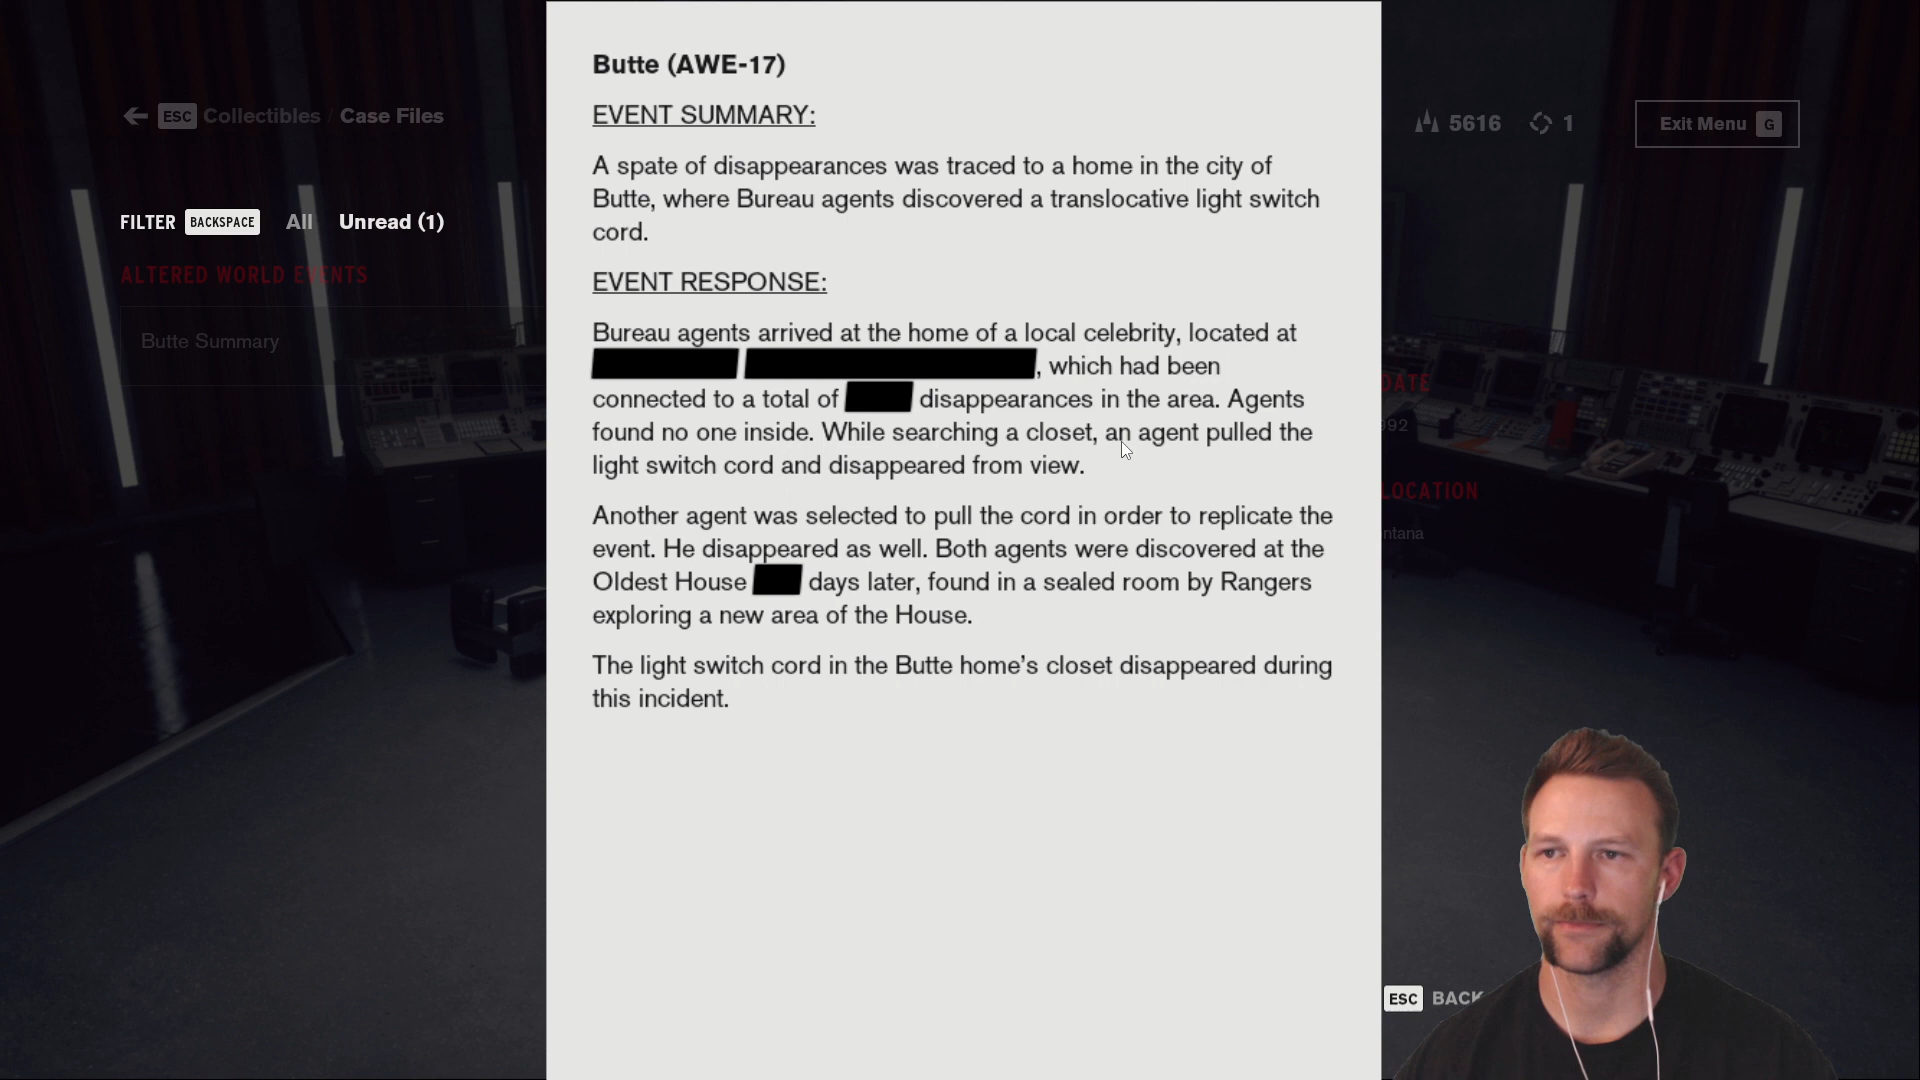 Butte (AWE-17)
EVENT SUMMARY:
A spate of disappearances was traced to a home in the city of
Butte, where Bureau agents discovered a translocative light switch
cord.
EVENT RESPONSE:
Bureau agents arrived at the home of a local celebrity, located at
, which had been
connected to a total of disappearances in the area. Agents
found no one inside. While searching a closet, an agent pulled the
light switch cord and disappeared from view.
Another agent was selected to pull the cord in order to replicate the
event. He disappeared as well. Both agents were discovered at the
Oldest House days later, found in a sealed room by Rangers
exploring a new area of the House.
The light switch cord in the Butte home’s closet disappeared during
this incident.
ESC Collectibles / Case Files
FILTER BACKSPACE All Unread (1)
ALTERED WORLD EVENTS
Butte Summary
5616 1
Exit Menu G
DATE
992
LOCATION
ntana
ESC BACK